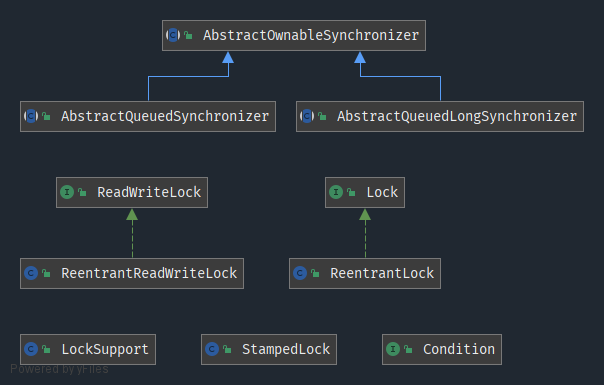 AbstractOwnableSynchronizer
AbstractQueuedSynchronizer AbstractQueuedLongSynchronizer
I ReadWriteLock I Lock
C ReentrantReadWriteLock C ReentrantLock
C LockSupport C StampedLock C Condition
Powered by yFiles